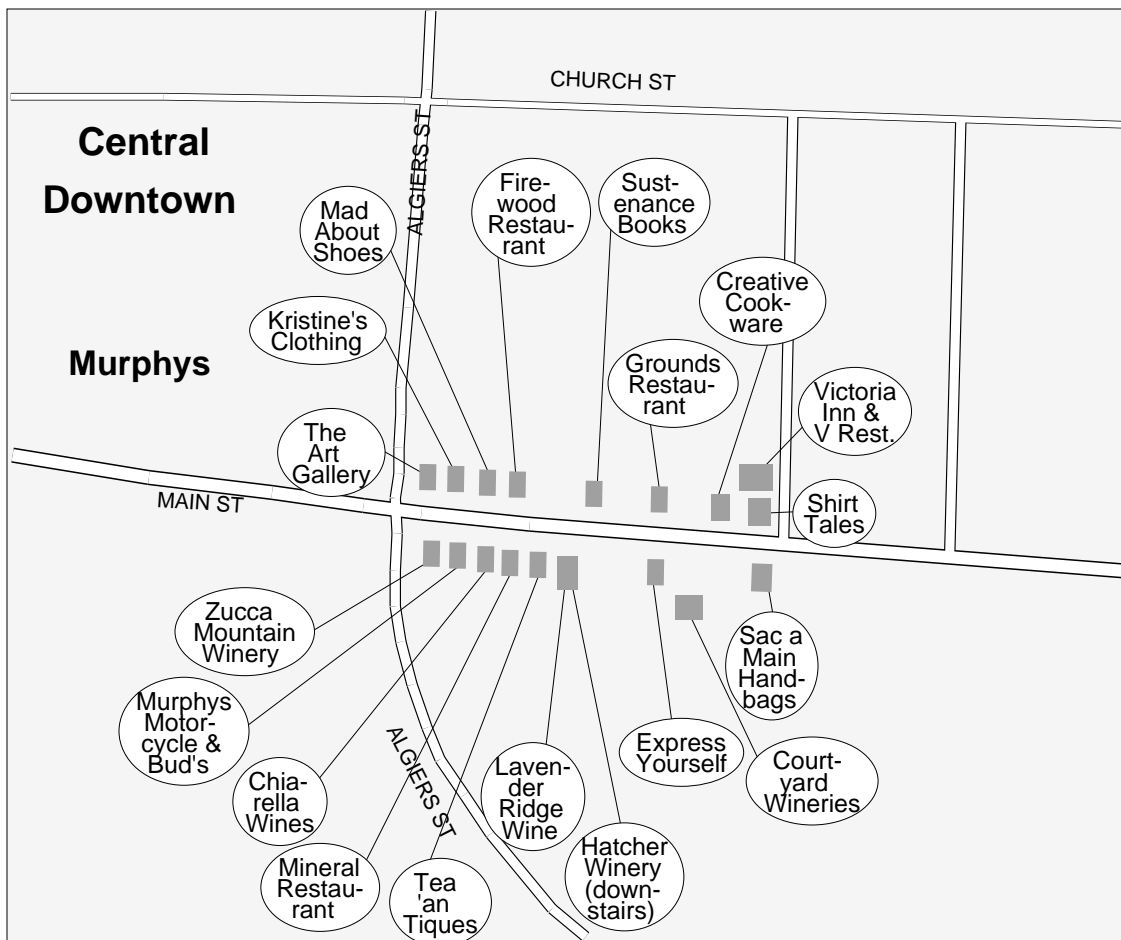 CHURCH ST
Central
Downtown
Murphys
ALGIERS ST
Mad
About
Shoes
Fire-
wood
Restau-
rant
Sust-
enance
Books
Creative
Cook-
ware
Kristine's
Clothing
Grounds
Restau-
rant
Victoria
Inn &
V Rest.
The
Art
Gallery
Shirt
Tales
MAIN ST
Zucca
Mountain
Winery
Murphys
Motor-
cycle &
Bud's
Chia-
rella
Wines
Mineral
Restau-
rant
Tea
'an
Tiques
ALGIERS ST
Laven-
der
Ridge
Wine
Hatcher
Winery
(down-
stairs)
Express
Yourself
Court-
yard
Wineries
Sac a
Main
Hand-
bags